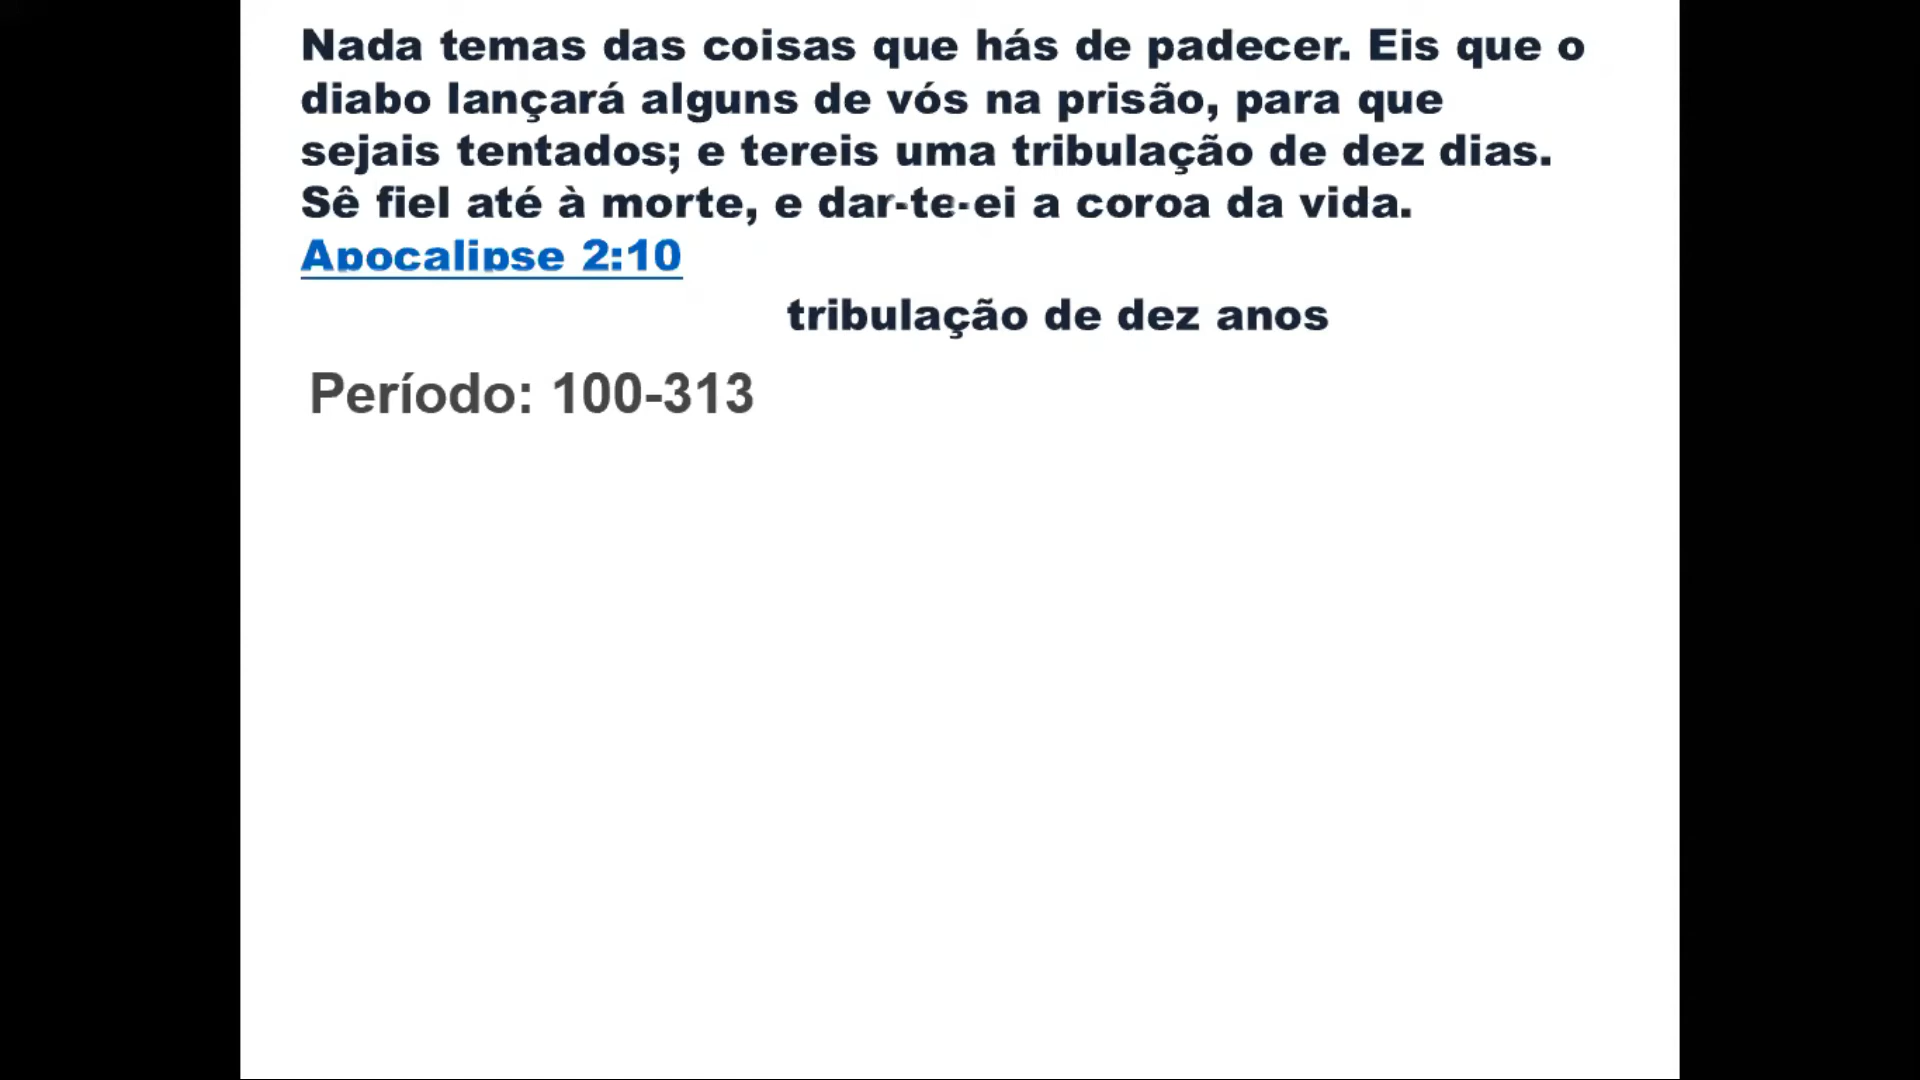 Nada temas das coisas que hás de padecer. Eis que o
diabo lançará alguns de vós na prisão, para que
sejais tentados; e tereis uma tribulação de dez dias.
Sê fiel até à morte, e dar-te-ei a coroa da vida.
Apocalipse 2:10
tribulação de dez anos
Período: 100-313